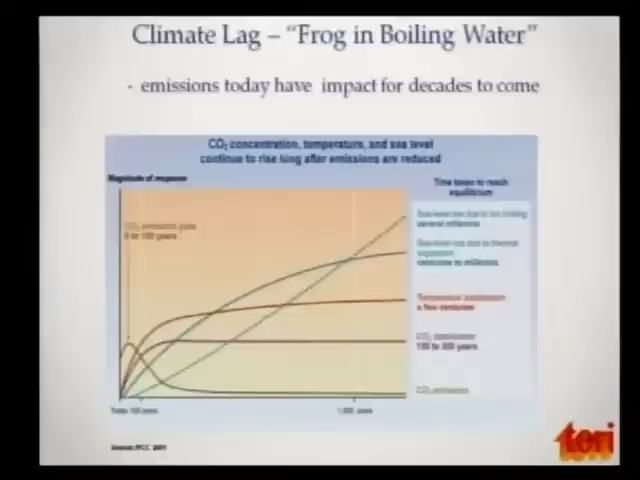 Climate Lag – “Frog in Boiling Water”
- emissions today have impact for decades to come
CO₂ concentration, temperature, and sea level
continue to rise long after emissions are reduced
Magnitude of response
Time taken to reach
equilibrium
CO₂ emissions peak
0 to 100 years
Sea-level rise due to ice melting
several millennia
Sea-level rise due to thermal
expansion
centuries to millennia
Temperature stabilization
a few centuries
CO₂ stabilization
100 to 300 years
CO₂ emissions
Today 100 years
1,000 years
Source: IPCC 2001
teri